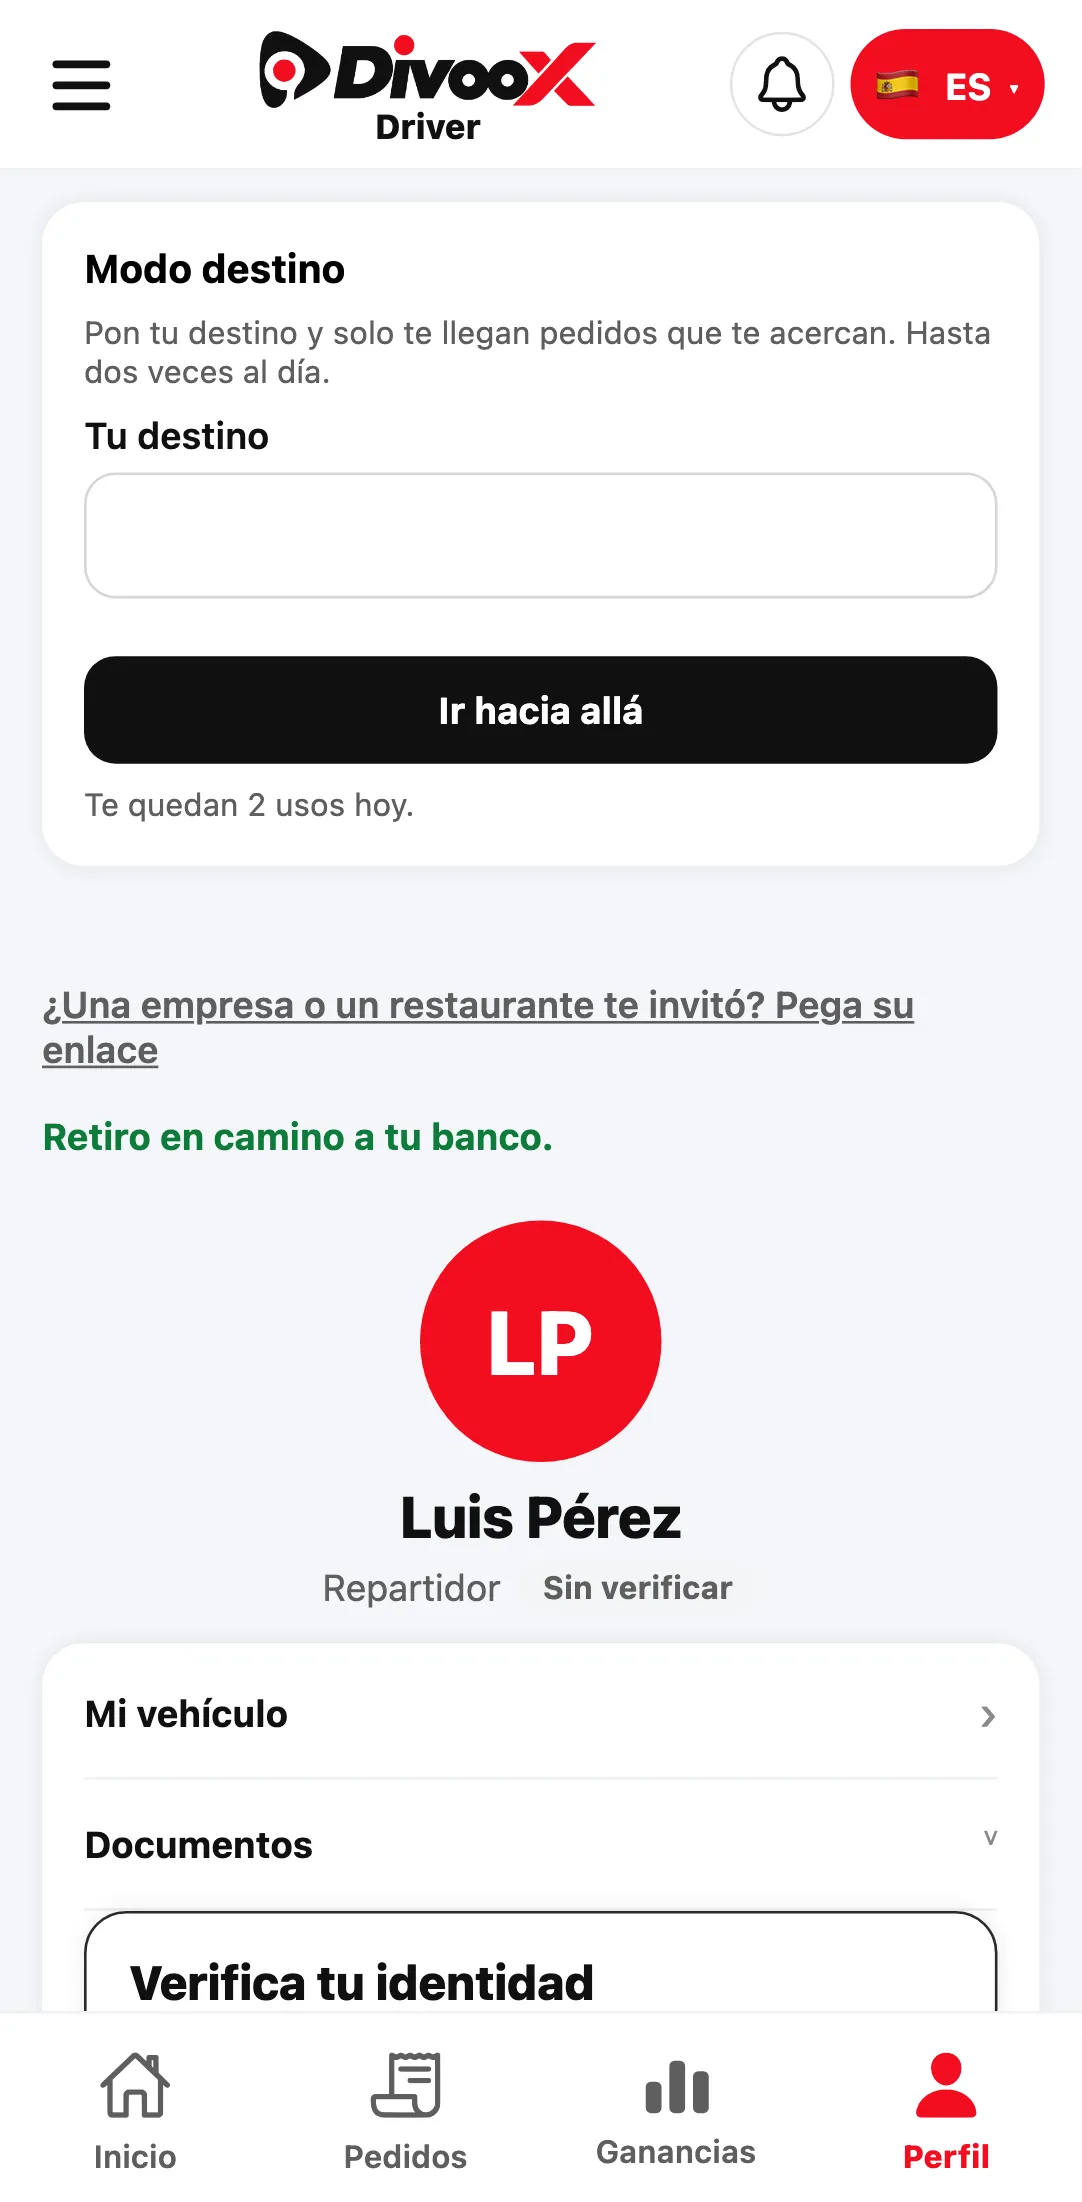 DivooX
Driver
ES
Modo destino
Pon tu destino y solo te llegan pedidos que te acercan. Hasta
dos veces al día.
Tu destino
Ir hacia allá
Te quedan 2 usos hoy.
¿Una empresa o un restaurante te invitó? Pega su
enlace
Retiro en camino a tu banco.
LP
Luis Pérez
Repartidor Sin verificar
Mi vehículo
Documentos
Verifica tu identidad
Inicio Pedidos Ganancias Perfil